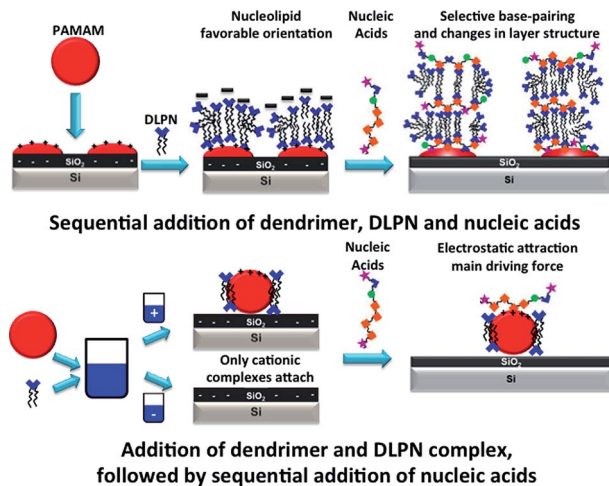 PAMAM
Nucleolipid
favorable orientation
Nucleic
Acids
Selective base-pairing
and changes in layer structure
DLPN
+ + + + + +
- - - SiO2 - - -
Si
- - - SiO2 - - -
Si
SiO2
Si
Sequential addition of dendrimer, DLPN and nucleic acids
Nucleic
Acids
Electrostatic attraction
main driving force
+
- - - SiO2 - - -
Si
Only cationic
complexes attach
-
- - - SiO2 - - -
Si
SiO2
Si
Addition of dendrimer and DLPN complex,
followed by sequential addition of nucleic acids